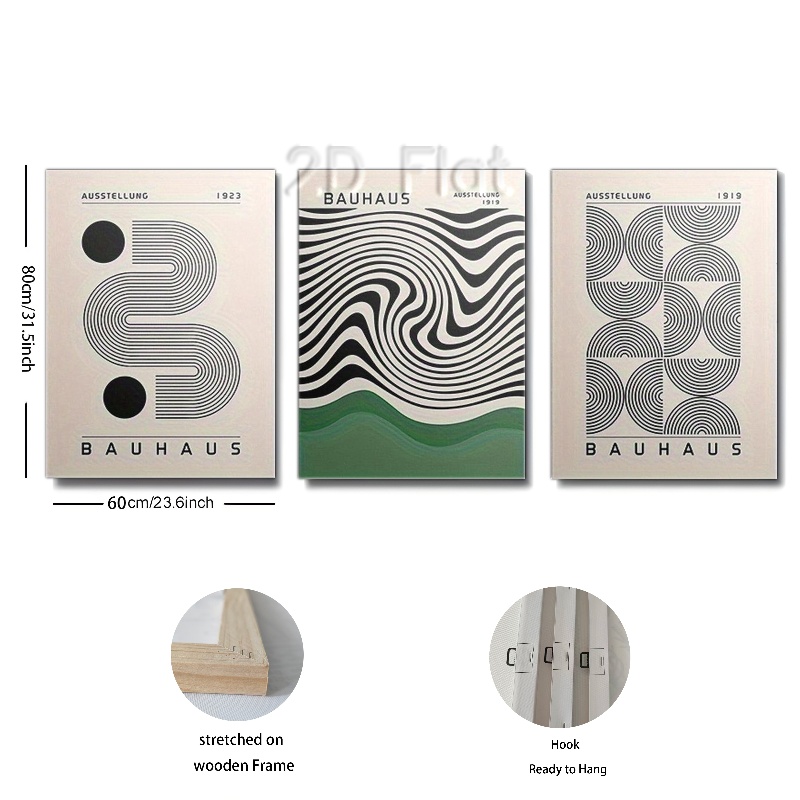 2D Flat
AUSSTELLUNG 1923
BAUHAUS
BAUHAUS AUSSTELLUNG
1919
AUSSTELLUNG 1919
BAUHAUS
80cm/31.5inch
60cm/23.6inch
stretched on
wooden Frame
Hook
Ready to Hang